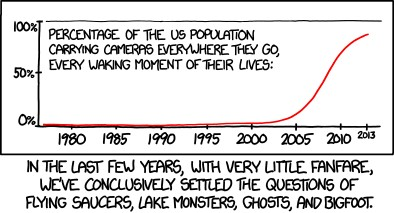 100%
PERCENTAGE OF THE US POPULATION
CARRYING CAMERAS EVERYWHERE THEY GO,
EVERY WAKING MOMENT OF THEIR LIVES:
50%
0%
1980 1985 1990 1995 2000 2005 2010 2013
IN THE LAST FEW YEARS, WITH VERY LITTLE FANFARE,
WE'VE CONCLUSIVELY SETTLED THE QUESTIONS OF
FLYING SAUCERS, LAKE MONSTERS, GHOSTS, AND BIGFOOT.